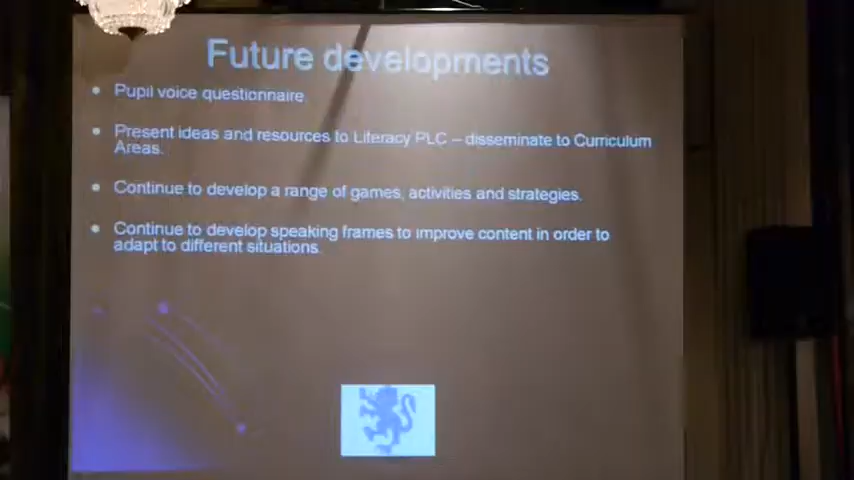 Future developments
Pupil voice questionnaire
Present ideas and resources to Literacy PLC – disseminate to Curriculum
Areas.
Continue to develop a range of games, activities and strategies.
Continue to develop speaking frames to improve content in order to
adapt to different situations.